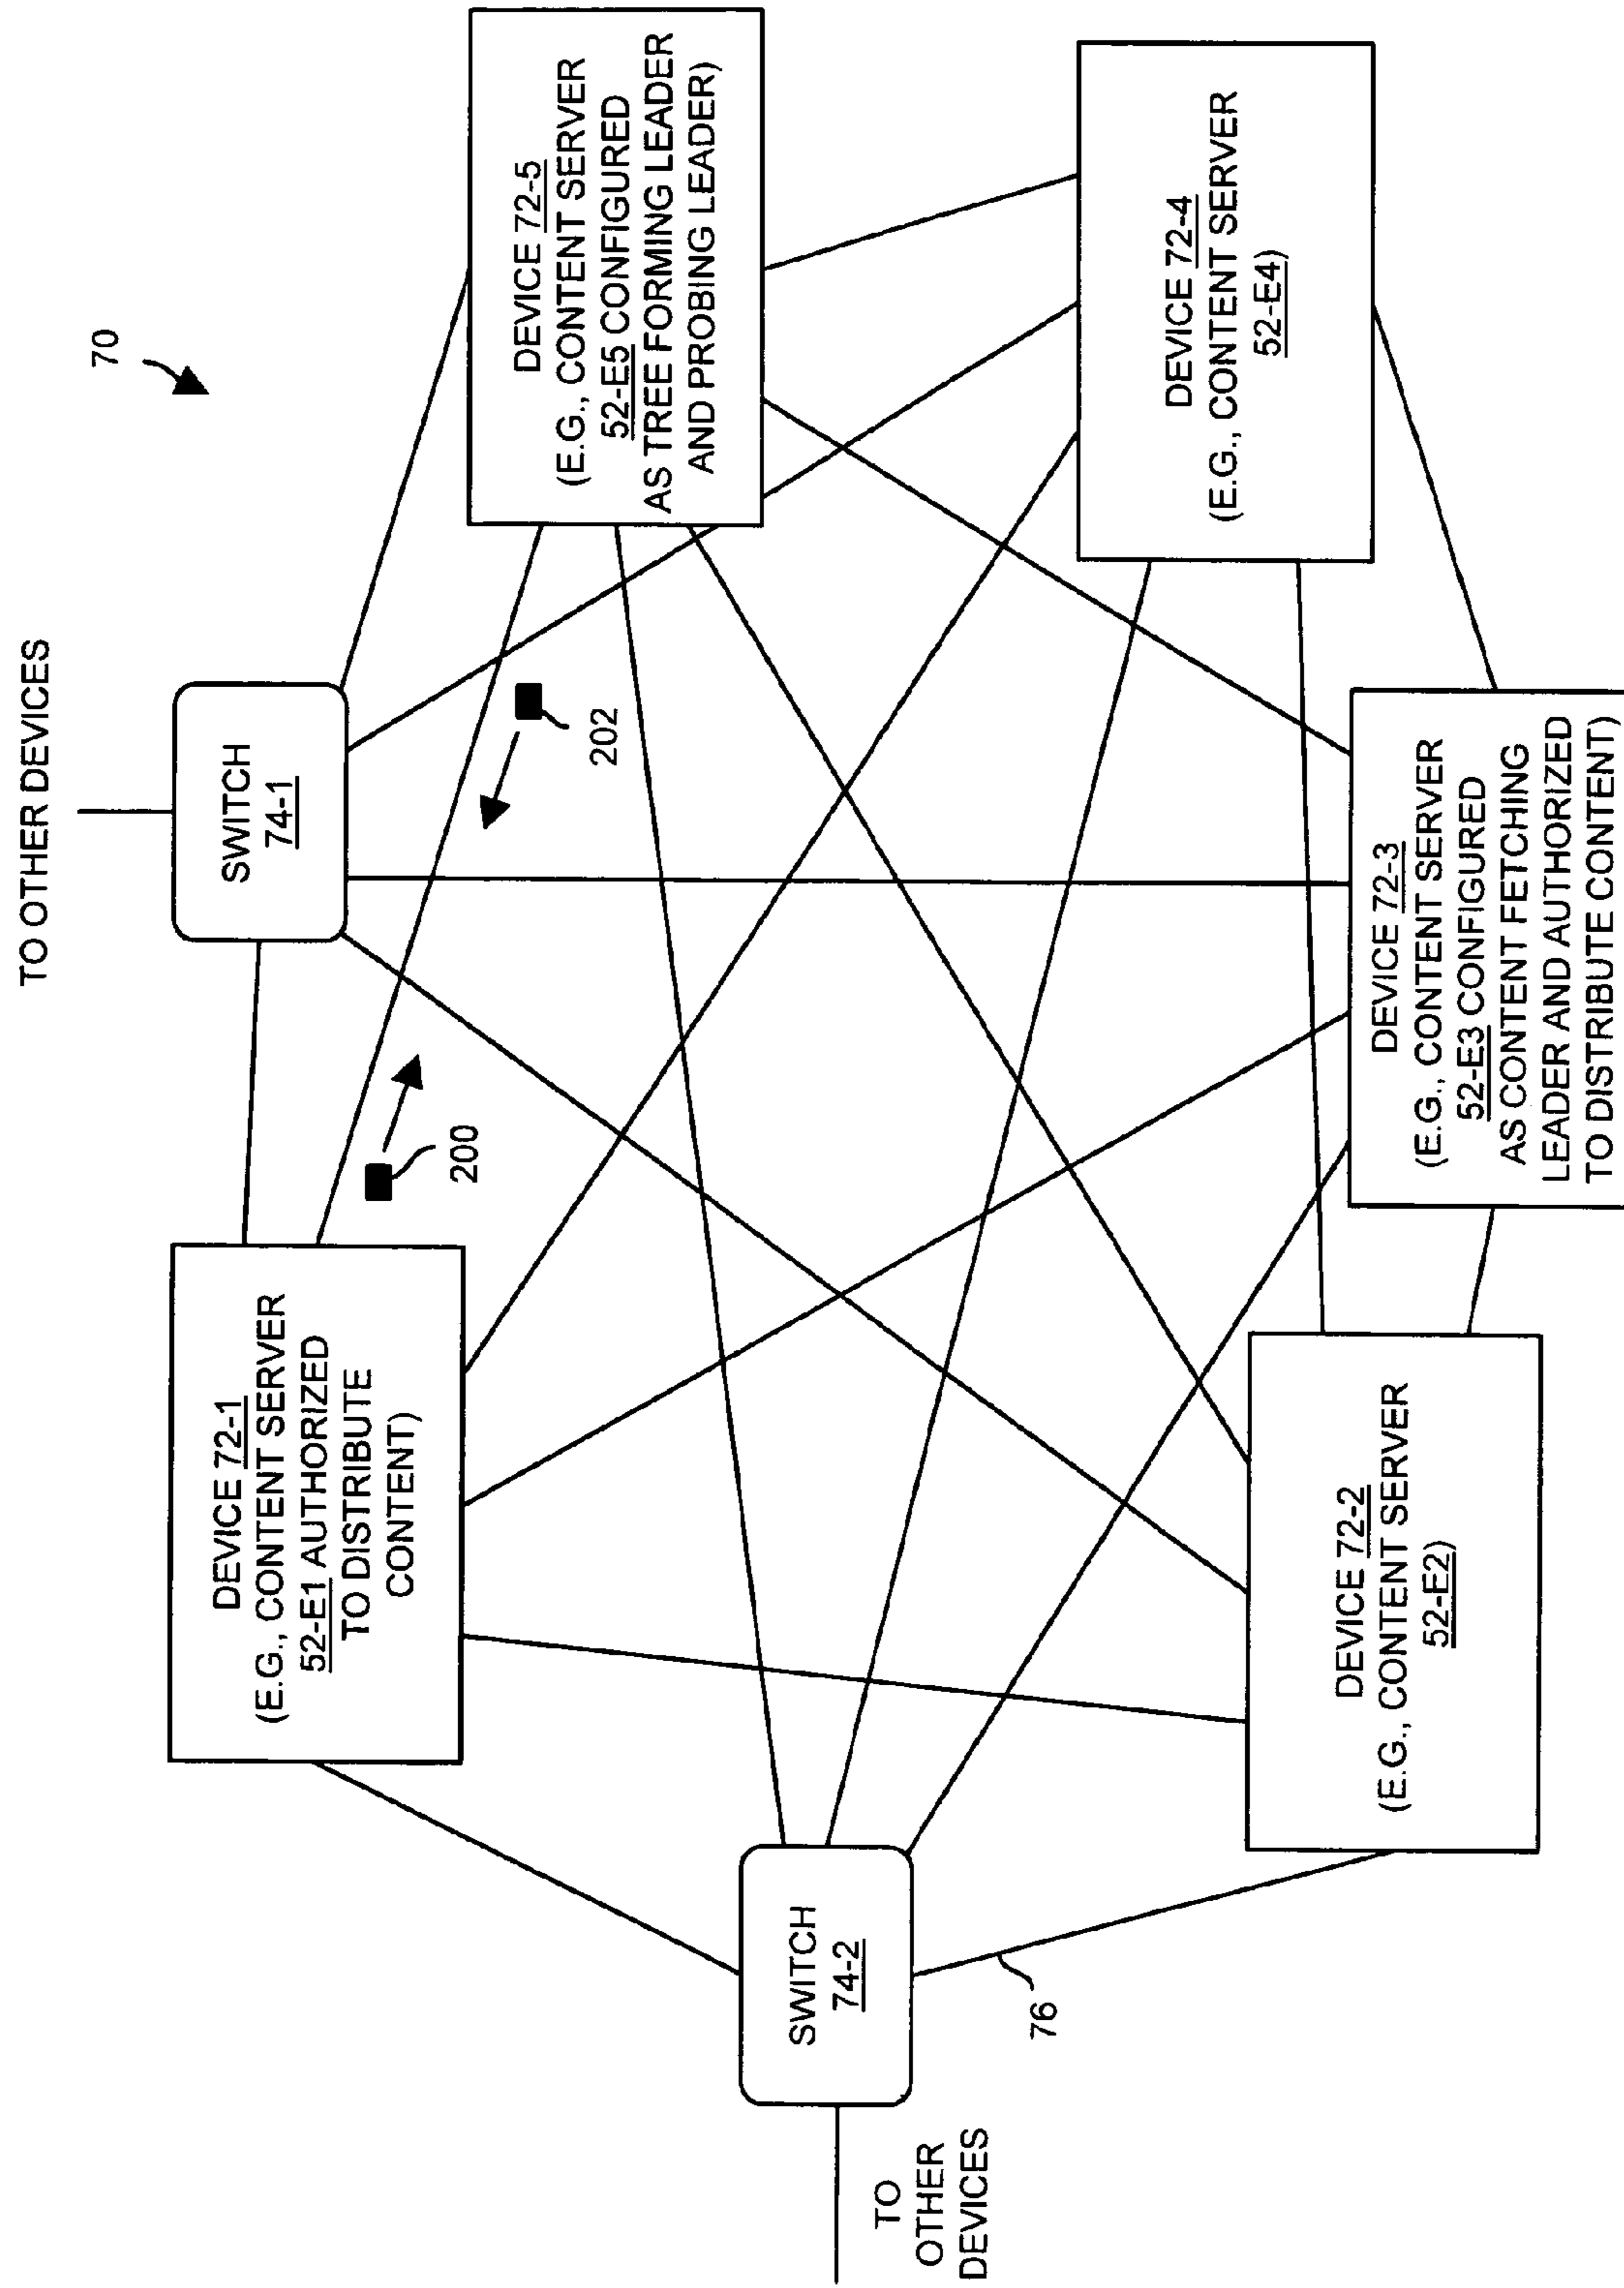 70
TO OTHER DEVICES
SWITCH
74-1
DEVICE 72-1
(E.G., CONTENT SERVER
52-E1 AUTHORIZED
TO DISTRIBUTE
CONTENT)
DEVICE 72-5
(E.G., CONTENT SERVER
52-E5 CONFIGURED
AS TREE FORMING LEADER
AND PROBING LEADER)
200
202
SWITCH
74-2
TO
OTHER
DEVICES
76
DEVICE 72-4
(E.G., CONTENT SERVER
52-E4)
DEVICE 72-2
(E.G., CONTENT SERVER
52-E2)
DEVICE 72-3
(E.G., CONTENT SERVER
52-E3 CONFIGURED
AS CONTENT FETCHING
LEADER AND AUTHORIZED
TO DISTRIBUTE CONTENT)